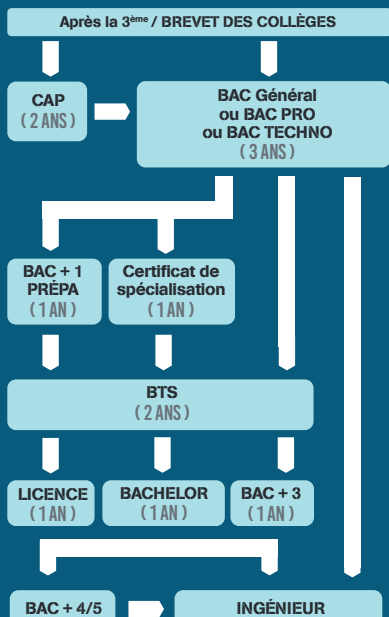 Après la 3ème / BREVET DES COLLÈGES
CAP
( 2 ANS )
BAC Général
ou BAC PRO
ou BAC TECHNO
( 3 ANS )
BAC + 1
PRÉPA
( 1 AN )
Certificat de
spécialisation
( 1 AN )
BTS
( 2 ANS )
LICENCE
( 1 AN )
BACHELOR
( 1 AN )
BAC + 3
( 1 AN )
BAC + 4/5
INGÉNIEUR